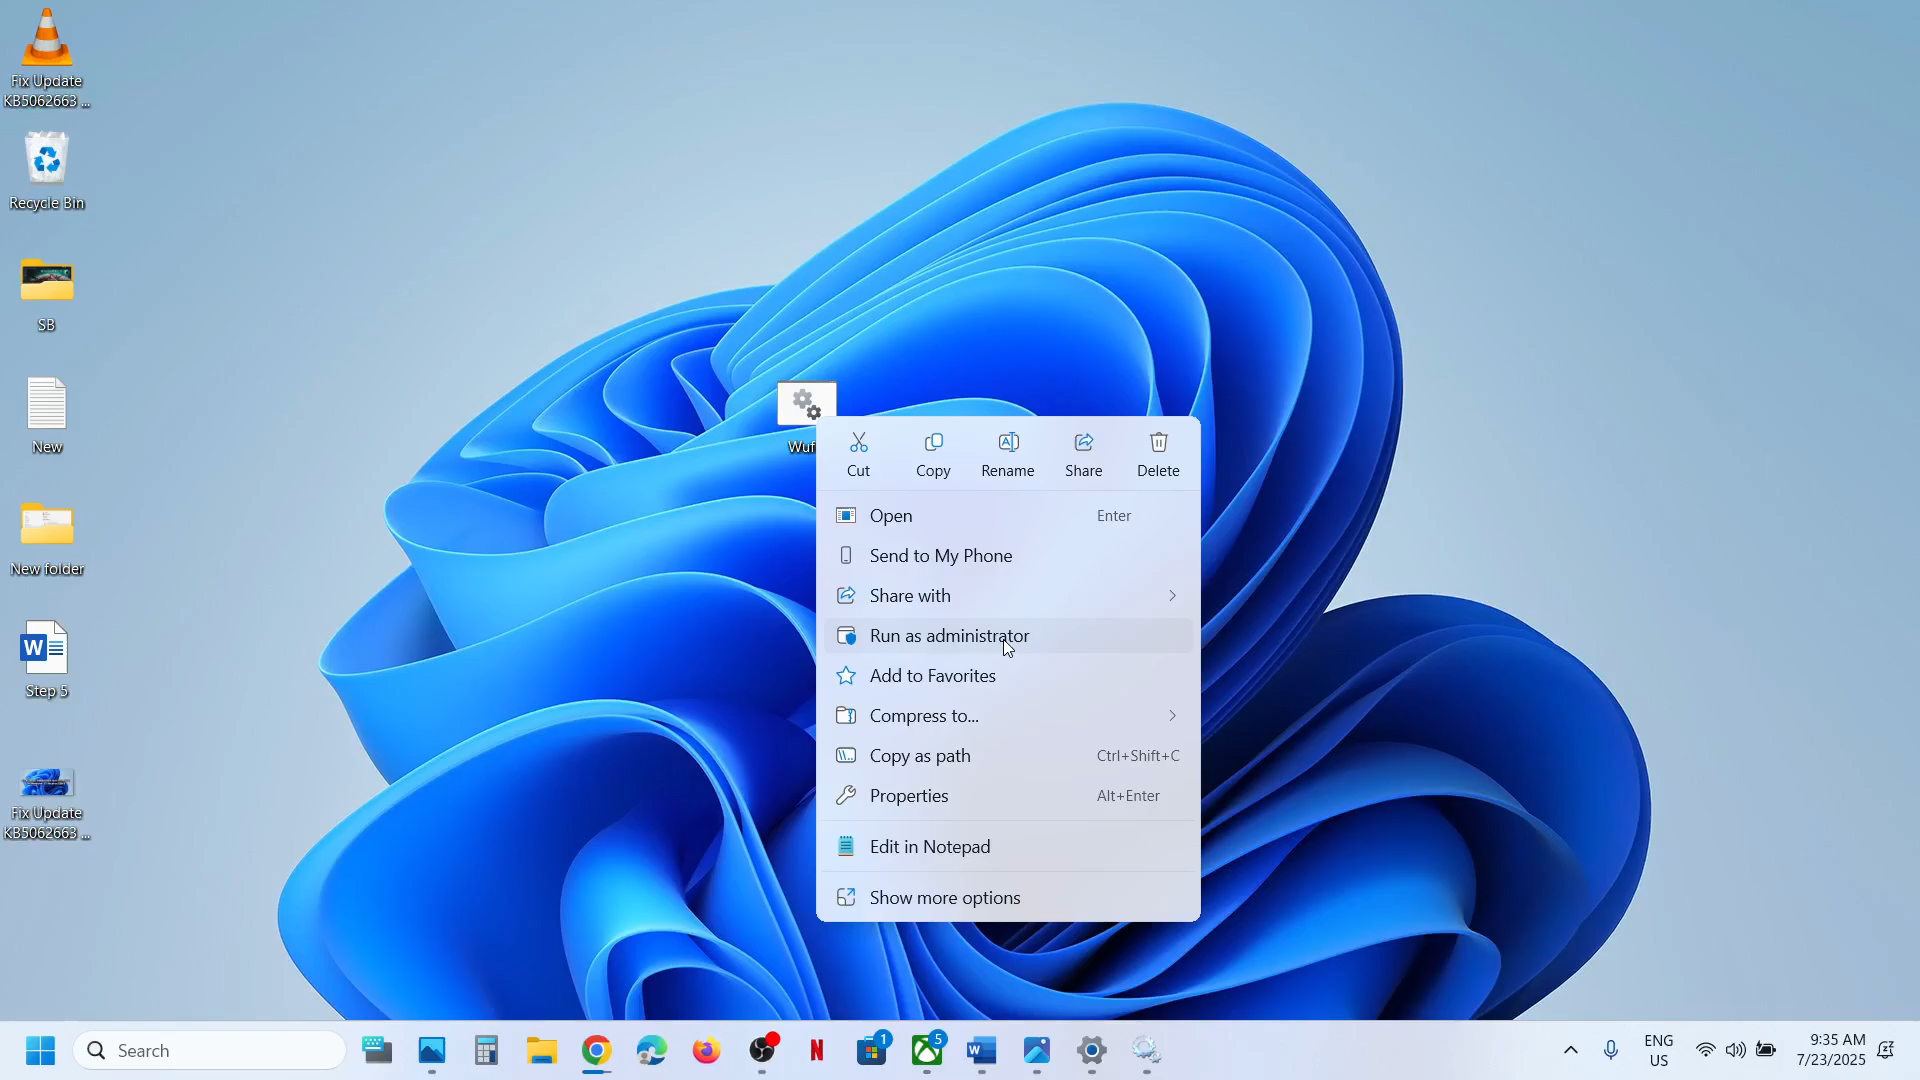 Fix Update
KB5062663 ...
Recycle Bin
SB
New
New folder
Step 5
Fix Update
KB5062663 ...
Wuf
Cut
Copy
Rename
Share
Delete
Open Enter
Send to My Phone
Share with
Run as administrator
Add to Favorites
Compress to...
Copy as path Ctrl+Shift+C
Properties Alt+Enter
Edit in Notepad
Show more options
Search
1
5
ENG
US
9:35 AM
7/23/2025